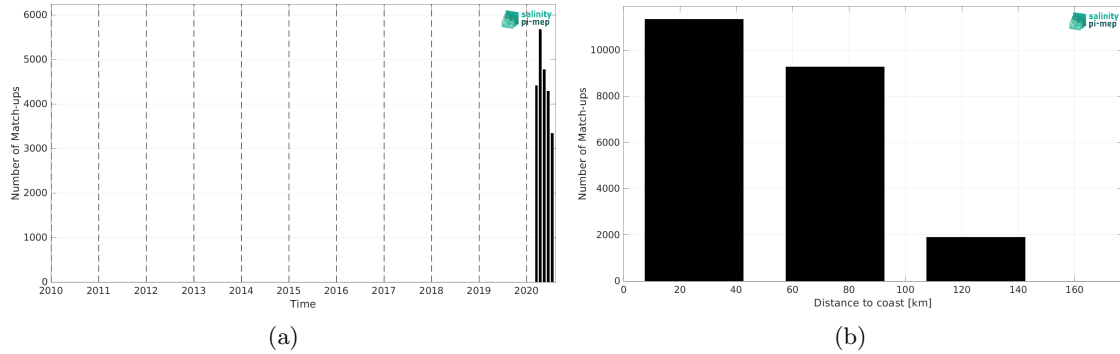 salinity
pi-mep
6000
5000
4000
3000
2000
1000
0
Number of Match-ups
2010 2011 2012 2013 2014 2015 2016 2017 2018 2019 2020
Time
(a)
salinity
pi-mep
10000
8000
6000
4000
2000
0
Number of Match-ups
0 20 40 60 80 100 120 140 160
Distance to coast [km]
(b)